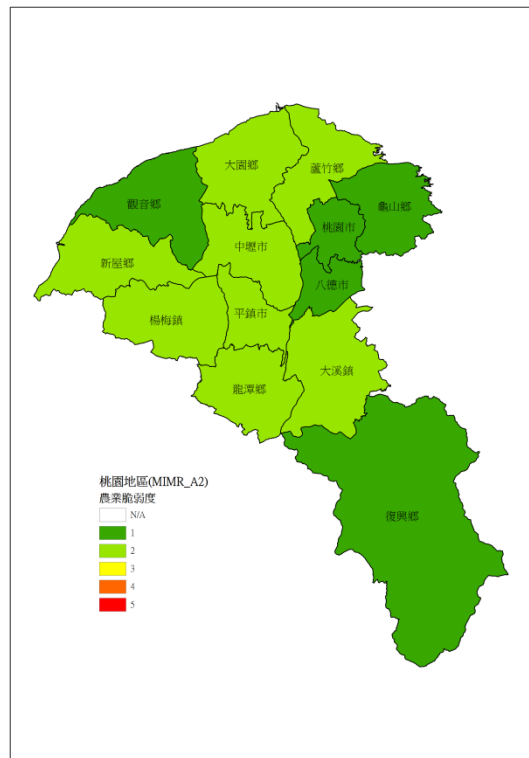 大園鄉
蘆竹鄉
觀音鄉
龜山鄉
桃園市
中壢市
新屋鄉
八德市
平鎮市
楊梅鎮
大溪鎮
龍潭鄉
復興鄉
桃園地區(MIMR_A2)
農業脆弱度
N/A
1
2
3
4
5